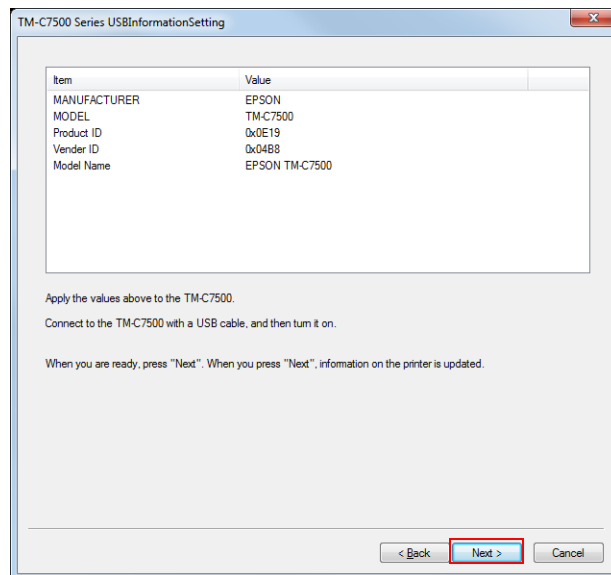 TM-C7500 Series USBInformationSetting
Item Value
MANUFACTURER EPSON
MODEL TM-C7500
Product ID 0x0E19
Vender ID 0x04B8
Model Name EPSON TM-C7500
Apply the values above to the TM-C7500.
Connect to the TM-C7500 with a USB cable, and then turn it on.
When you are ready, press "Next". When you press "Next", information on the printer is updated.
< Back Next > Cancel